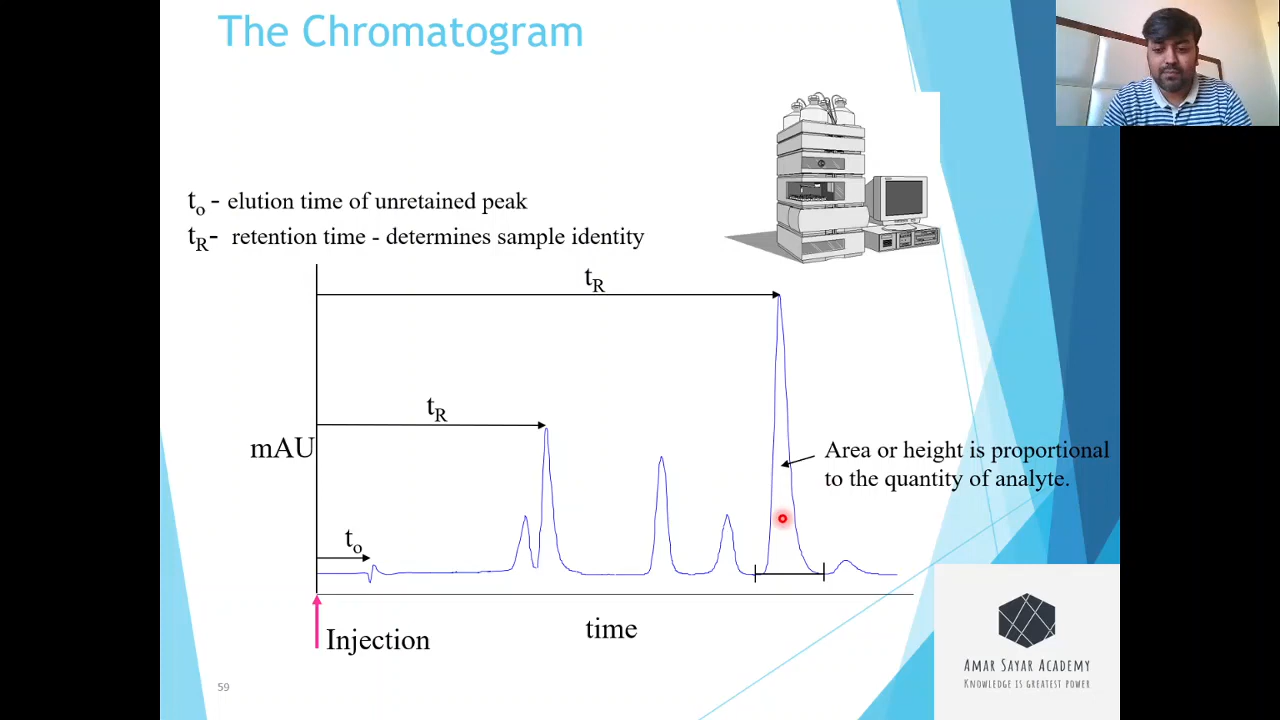 The Chromatogram
to - elution time of unretained peak
tR- retention time - determines sample identity
tR
tR
mAU
Area or height is proportional
to the quantity of analyte.
to
Injection
time
59
AMAR SAYAR ACADEMY
KNOWLEDGE IS GREATEST POWER